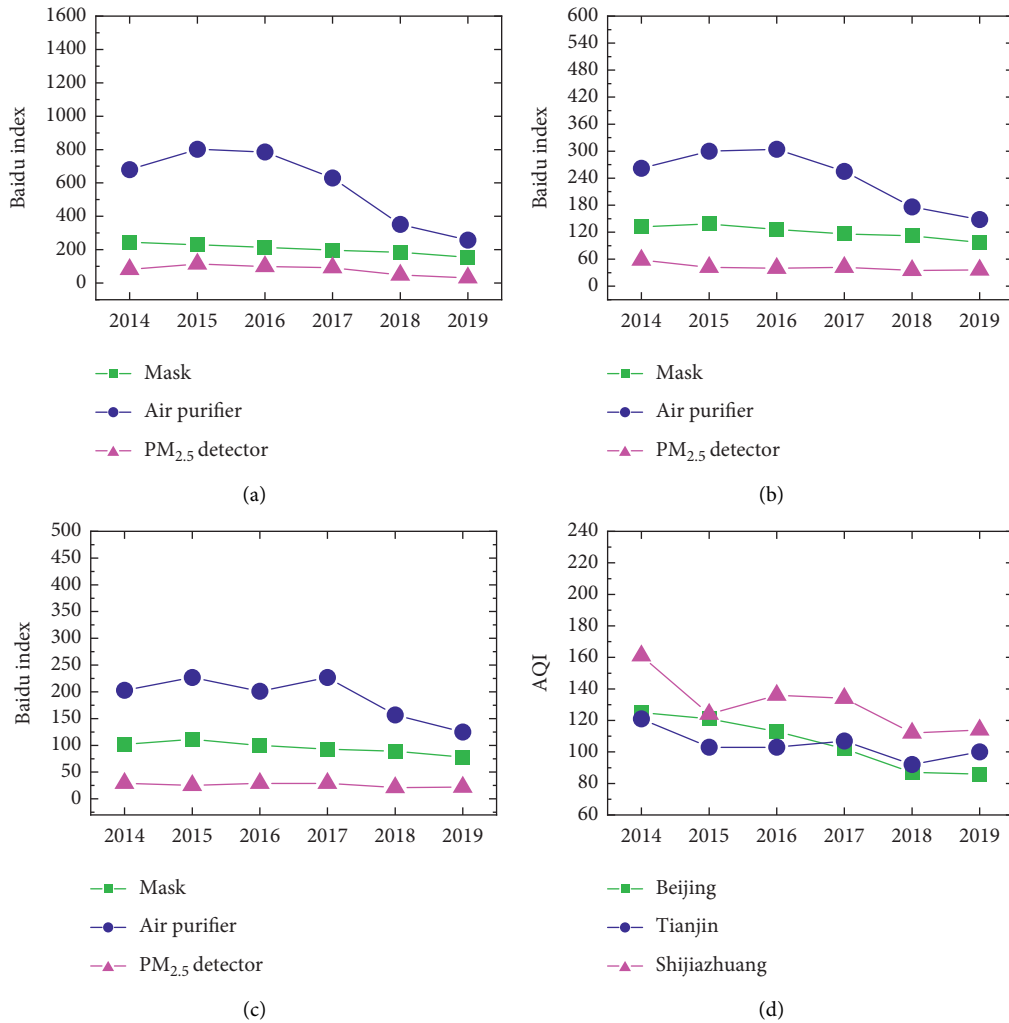 1600
1400
1200
1000
800
600
400
200
0
Baidu index
2014 2015 2016 2017 2018 2019
Mask
Air purifier
PM2.5 detector
(a)
600
540
480
420
360
300
240
180
120
60
0
Baidu index
2014 2015 2016 2017 2018 2019
Mask
Air purifier
PM2.5 detector
(b)
500
450
400
350
300
250
200
150
100
50
0
Baidu index
2014 2015 2016 2017 2018 2019
Mask
Air purifier
PM2.5 detector
(c)
240
220
200
180
160
140
120
100
80
60
AQI
2014 2015 2016 2017 2018 2019
Beijing
Tianjin
Shijiazhuang
(d)